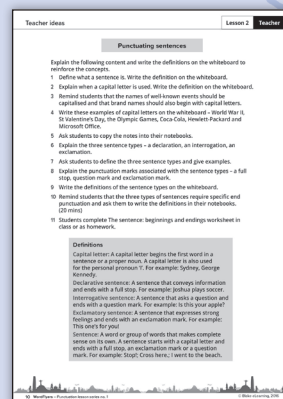 Teacher ideas
Lesson 2 Teacher
Punctuating sentences
Explain the following content and write the definitions on the whiteboard to
reinforce the concepts.
1 Define what a sentence is. Write the definition on the whiteboard.
2 Explain when a capital letter is used. Write the definition on the whiteboard.
3 Remind students that the names of well-known events should be
capitalised and that brand names should also begin with capital letters.
4 Write these examples of capital letters on the whiteboard – World War II,
St Valentine's Day, the Olympic Games, Coca-Cola, Hewlett-Packard and
Microsoft Office.
5 Ask students to copy the notes into their notebooks.
6 Explain the three sentence types – a declaration, an interrogation, an
exclamation.
7 Ask students to define the three sentence types and give examples.
8 Explain the punctuation marks associated with the sentence types – a full
stop, question mark and exclamation mark.
9 Write the definitions of the sentence types on the whiteboard.
10 Remind students that the three types of sentences require specific end
punctuation and ask them to write the definitions in their notebooks.
(20 mins)
11 Students complete The sentence: beginnings and endings worksheet in
class or as homework.
Definitions
Capital letter: A capital letter begins the first word in a
sentence or a proper noun. A capital letter is also used
for the personal pronoun 'I'. For example: Sydney, George
Kennedy.
Declarative sentence: A sentence that conveys information
and ends with a full stop. For example: Joshua plays soccer.
Interrogative sentence: A sentence that asks a question and
ends with a question mark. For example: Is this your apple?
Exclamatory sentence: A sentence that expresses strong
feelings and ends with an exclamation mark. For example:
This one's for you!
Sentence: A word or group of words that makes complete
sense on its own. A sentence starts with a capital letter and
ends with a full stop, an exclamation mark or a question
mark. For example: Stop!; Cross here.; I went to the beach.
10 WordFlyers – Punctuation lesson series no. 1